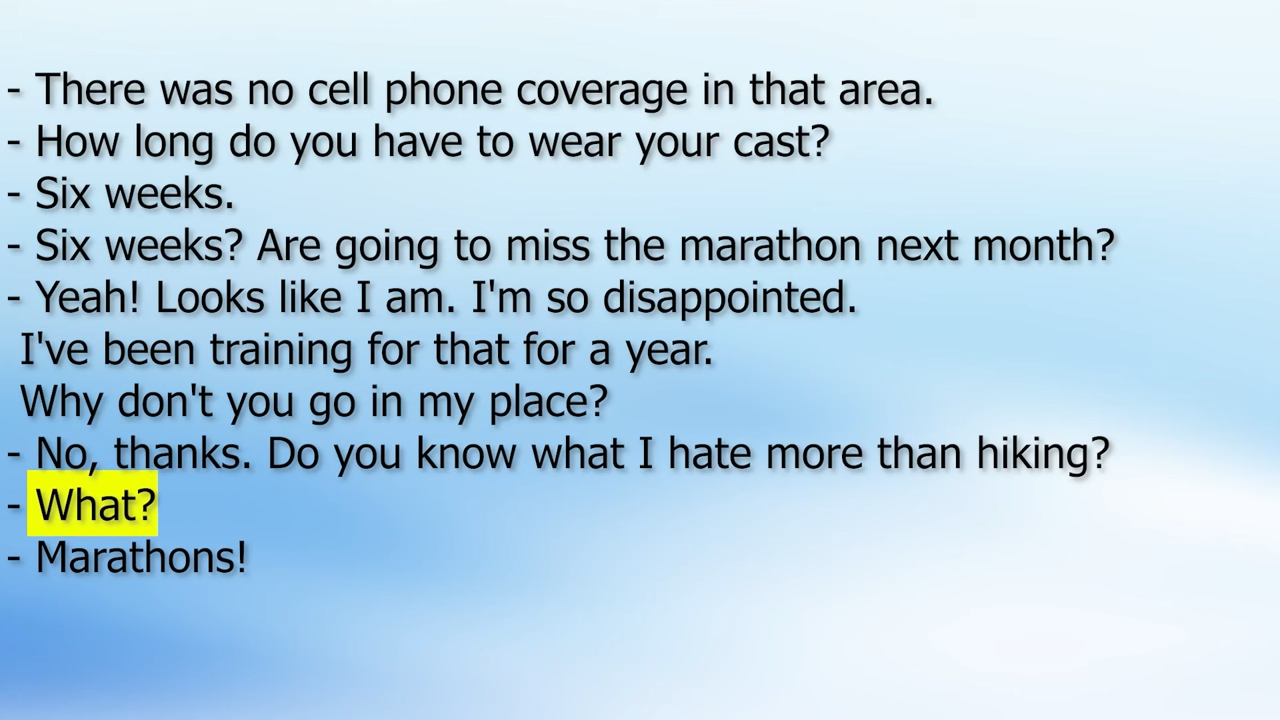 - There was no cell phone coverage in that area.
- How long do you have to wear your cast?
- Six weeks.
- Six weeks? Are going to miss the marathon next month?
- Yeah! Looks like I am. I'm so disappointed.
I've been training for that for a year.
Why don't you go in my place?
- No, thanks. Do you know what I hate more than hiking?
- What?
- Marathons!